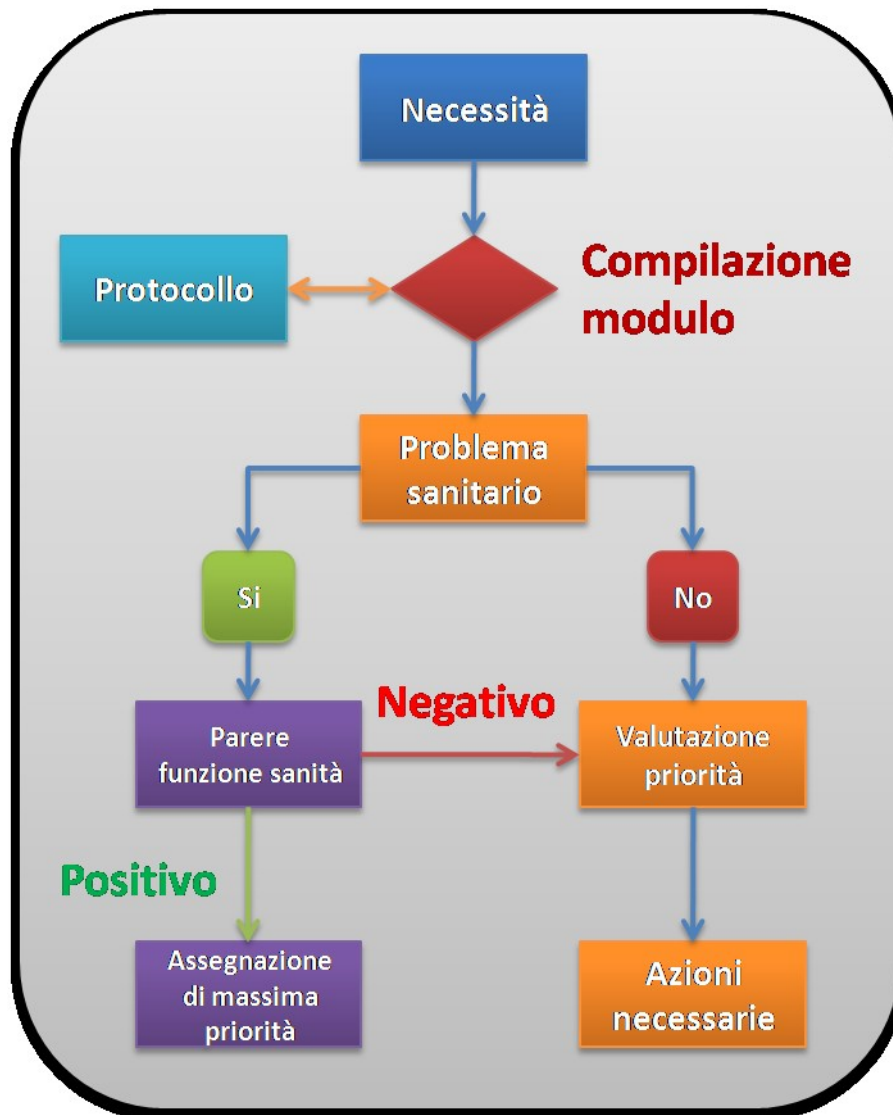 Necessità
Protocollo
Compilazione
modulo
Problema
sanitario
Si
No
Parere
funzione sanità
Negativo
Valutazione
priorità
Positivo
Assegnazione
di massima
priorità
Azioni
necessarie